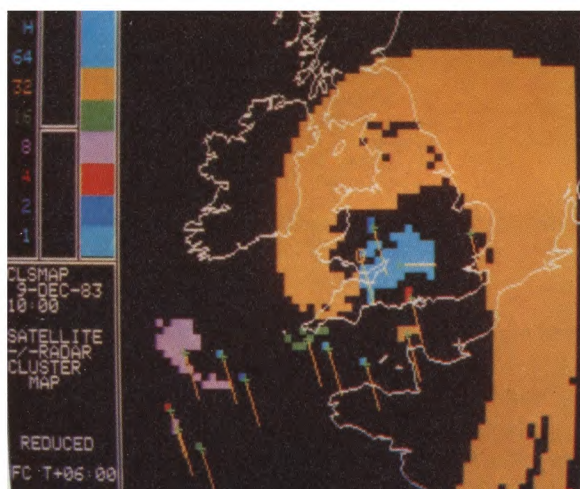 H
64
32
16
8
4
2
1
CLSMAP
9-DEC-83
10:00
SATELLITE
-/-RADAR
CLUSTER
MAP
REDUCED
FC T+06:00